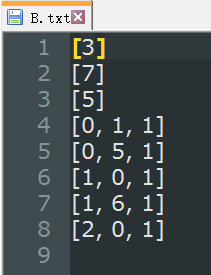 B.txt
1 [3]
2 [7]
3 [5]
4 [0, 1, 1]
5 [0, 5, 1]
6 [1, 0, 1]
7 [1, 6, 1]
8 [2, 0, 1]
9